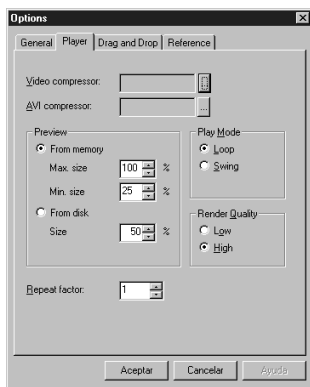 Options
General Player Drag and Drop Reference
Video compressor:
AVI compressor: ...
Preview
From memory
Max. size 100 %
Min. size 25 %
From disk
Size 50 %
Play Mode
Loop
Swing
Render Quality
Low
High
Repeat factor: 1
Aceptar Cancelar Ayuda